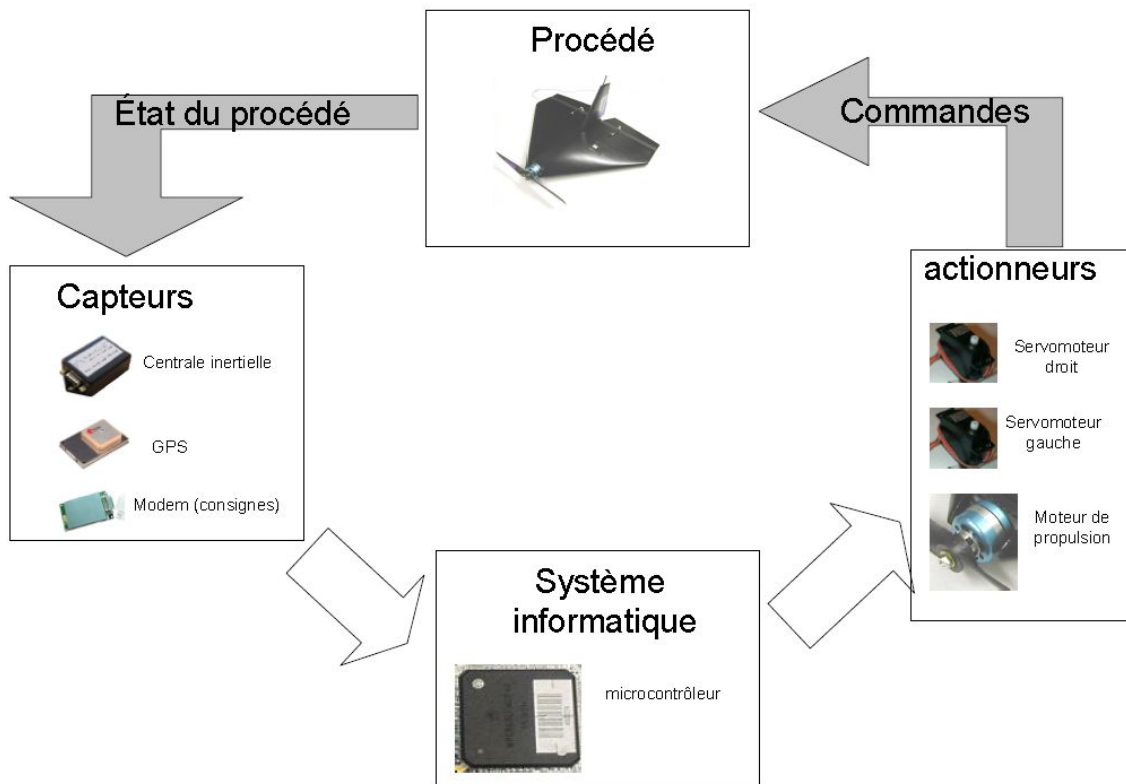 Procédé
État du procédé
Commandes
Capteurs
Centrale inertielle
GPS
Modem (consignes)
actionneurs
Servomoteur
droit
Servomoteur
gauche
Moteur de
propulsion
Système
informatique
microcontrôleur